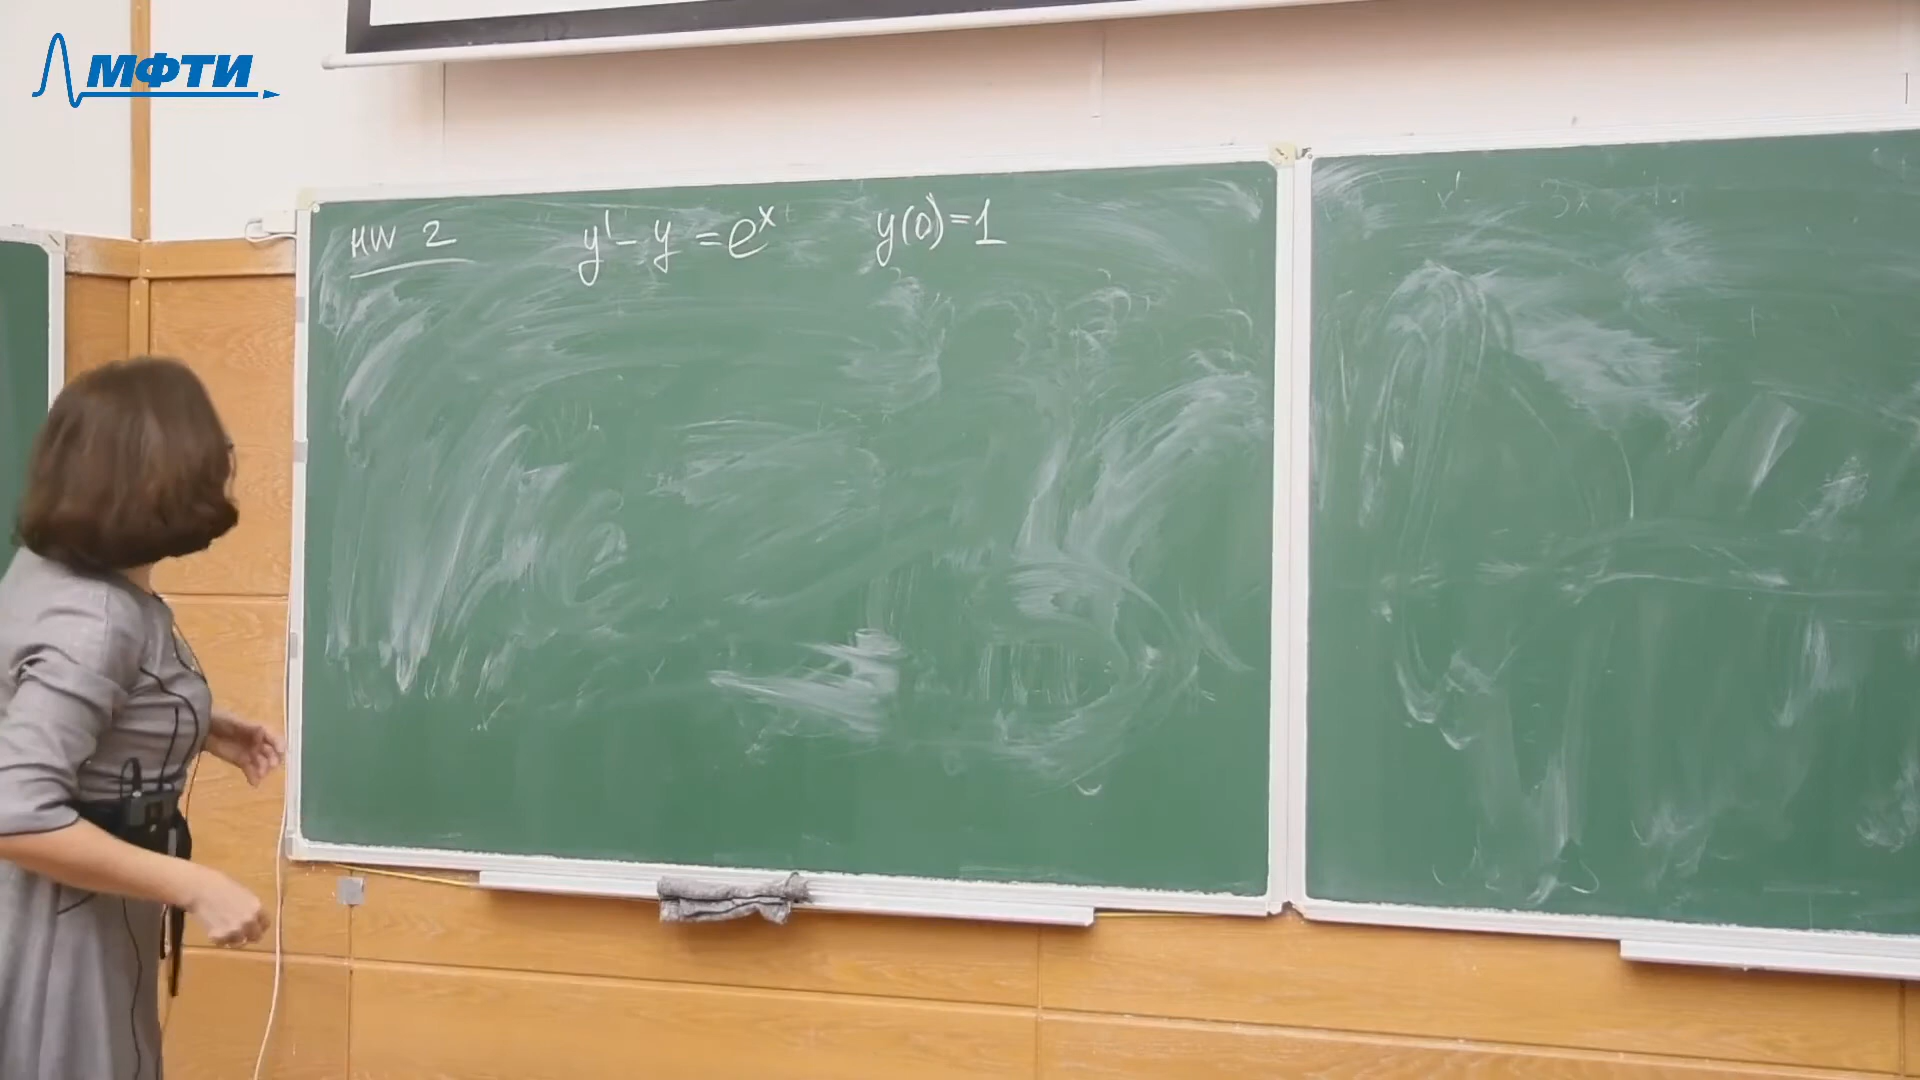 МФТИ
HW 2 y' - y = e^x y(0) = 1